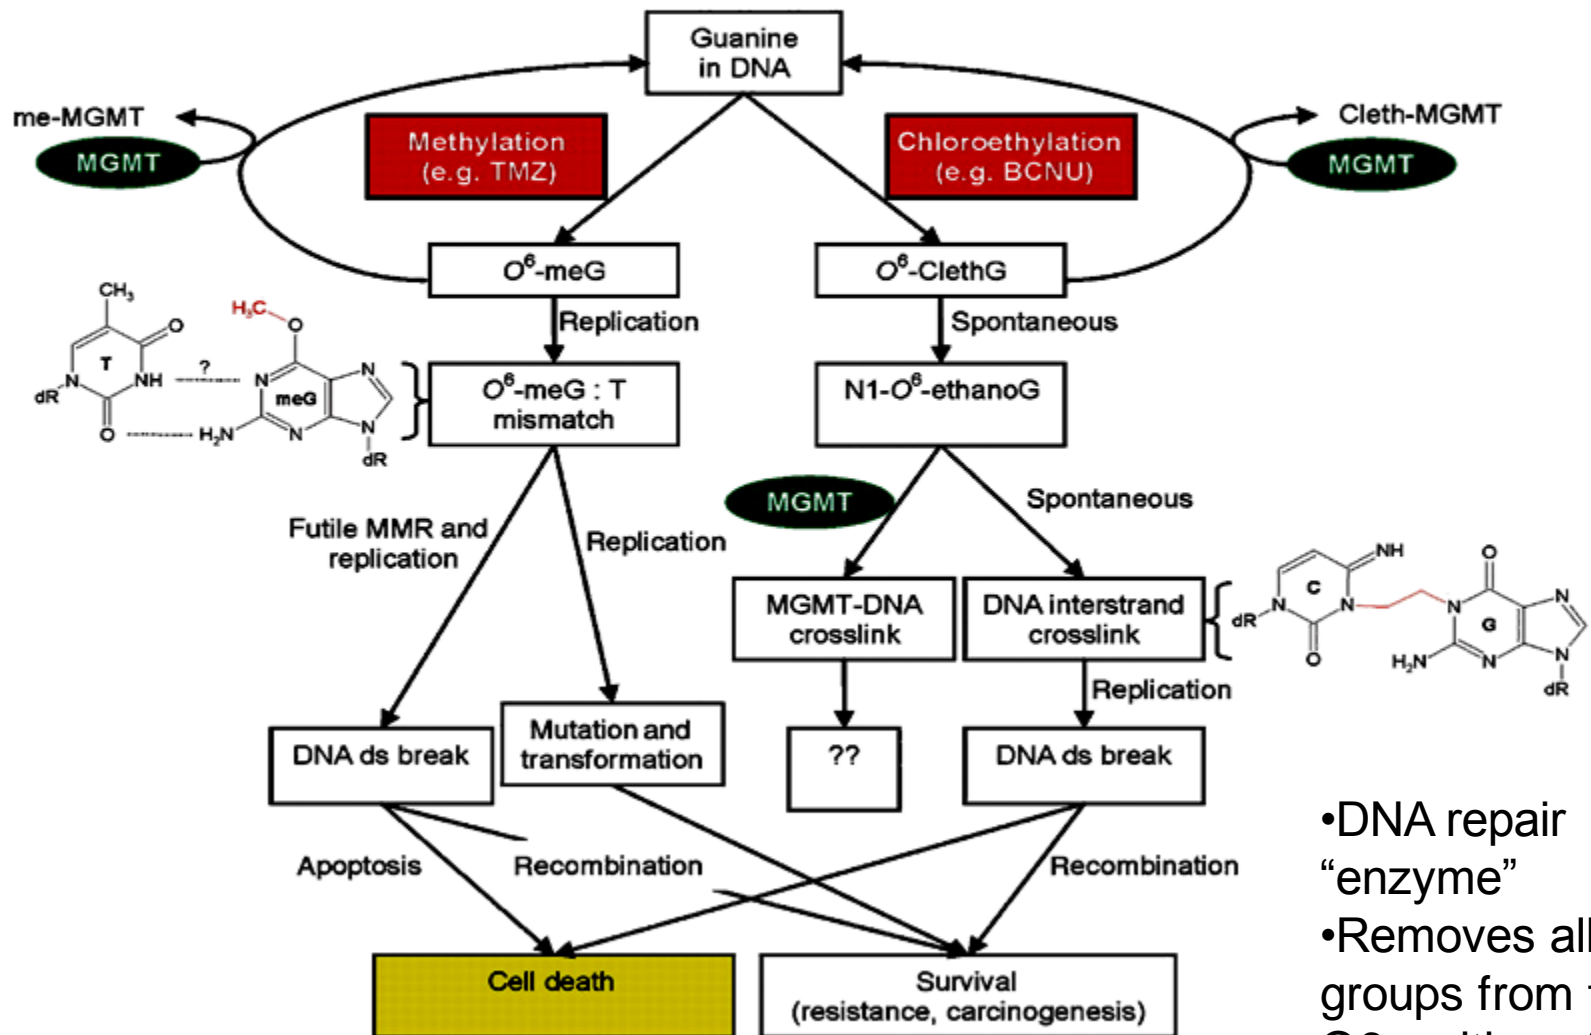 Guanine
in DNA
me-MGMT
MGMT
Methylation
(e.g. TMZ)
Chloroethylation
(e.g. BCNU)
Cleth-MGMT
MGMT
O⁶-meG
O⁶-ClethG
Replication
Spontaneous
CH₃
O
T
NH
N
dR
O
?
H₃C
O
N
N
meG
H₂N
N
N
dR
O⁶-meG : T
mismatch
N1-O⁶-ethanoG
MGMT
Spontaneous
Futile MMR and
replication
Replication
MGMT-DNA
crosslink
DNA interstrand
crosslink
NH
C
N
N
dR
O
O
N
N
G
H₂N
N
N
dR
Replication
DNA ds break
Mutation and
transformation
??
DNA ds break
Apoptosis
Recombination
Recombination
Cell death
Survival
(resistance, carcinogenesis)
•DNA repair
“enzyme”
•Removes
groups from